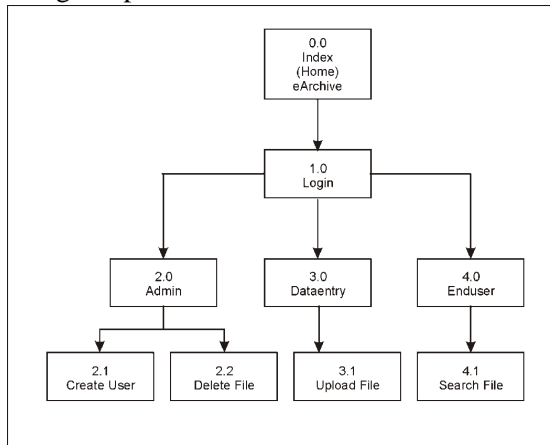 0.0
Index
(Home)
eArchive
1.0
Login
2.0
Admin
3.0
Dataentry
4.0
Enduser
2.1
Create User
2.2
Delete File
3.1
Upload File
4.1
Search File